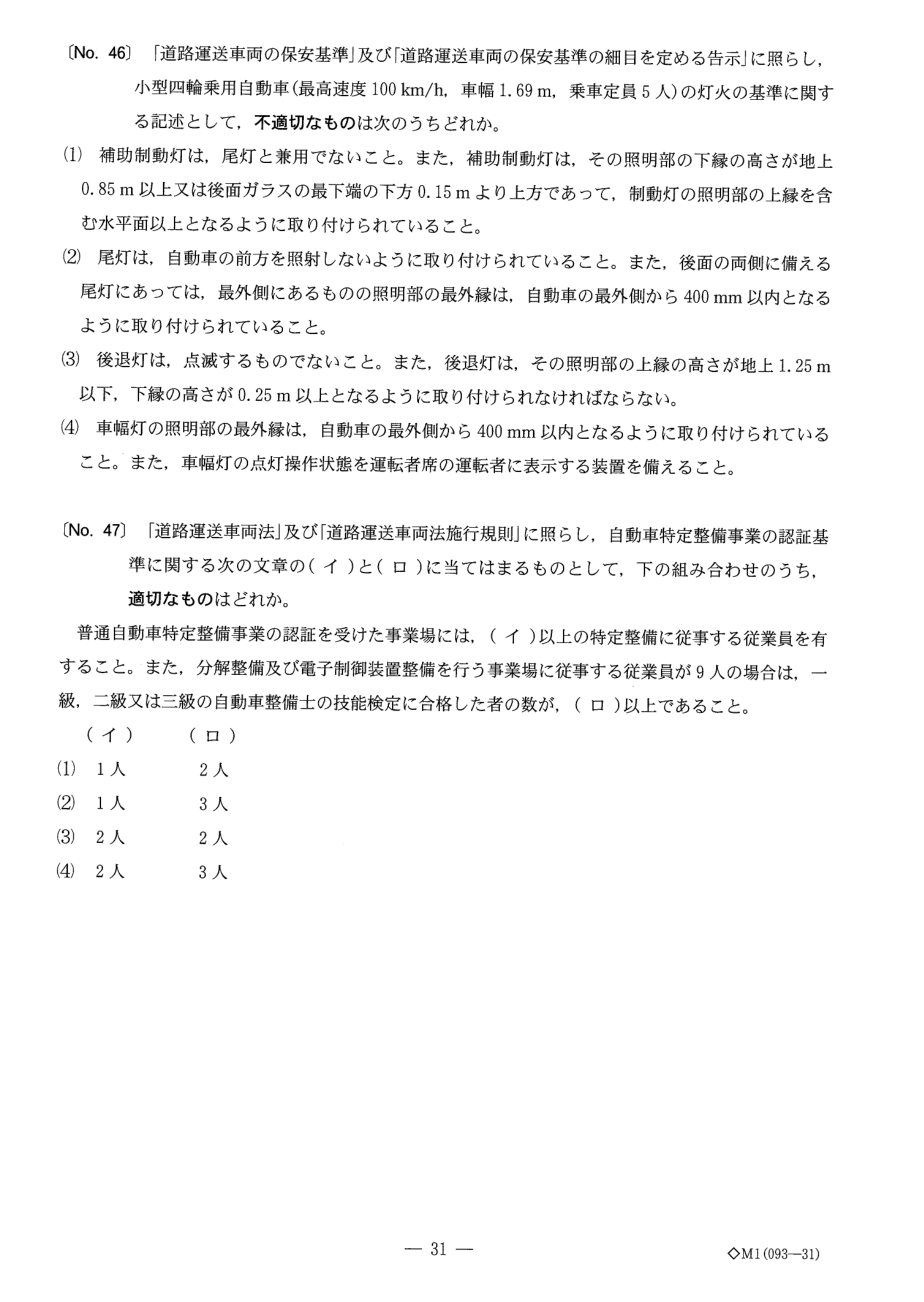 〔No. 46〕 「道路運送車両の保安基準」及び「道路運送車両の保安基準の細目を定める告示」に照らし，
小型四輪乗用自動車(最高速度 100 km/h，車幅 1.69 m，乗車定員 5 人)の灯火の基準に関す
る記述として，不適切なものは次のうちどれか。
⑴ 補助制動灯は，尾灯と兼用でないこと。また，補助制動灯は，その照明部の下縁の高さが地上
0.85 m 以上又は後面ガラスの最下端の下方 0.15 m より上方であって，制動灯の照明部の上縁を含
む水平面以上となるように取り付けられていること。
⑵ 尾灯は，自動車の前方を照射しないように取り付けられていること。また，後面の両側に備える
尾灯にあっては，最外側にあるものの照明部の最外縁は，自動車の最外側から 400 mm 以内となる
ように取り付けられていること。
⑶ 後退灯は，点滅するものでないこと。また，後退灯は，その照明部の上縁の高さが地上 1.25 m
以下，下縁の高さが 0.25 m 以上となるように取り付けられなければならない。
⑷ 車幅灯の照明部の最外縁は，自動車の最外側から 400 mm 以内となるように取り付けられている
こと。また，車幅灯の点灯操作状態を運転者席の運転者に表示する装置を備えること。
〔No. 47〕 「道路運送車両法」及び「道路運送車両法施行規則」に照らし，自動車特定整備事業の認証基
準に関する次の文章の( イ )と( ロ )に当てはまるものとして，下の組み合わせのうち，
適切なものはどれか。
普通自動車特定整備事業の認証を受けた事業場には，( イ )以上の特定整備に従事する従業員を有
すること。また，分解整備及び電子制御装置整備を行う事業場に従事する従業員が 9 人の場合は，一
級，二級又は三級の自動車整備士の技能検定に合格した者の数が，( ロ )以上であること。
( イ ) ( ロ )
⑴ 1 人 2 人
⑵ 1 人 3 人
⑶ 2 人 2 人
⑷ 2 人 3 人
— 31 —
◇M1(093—31)